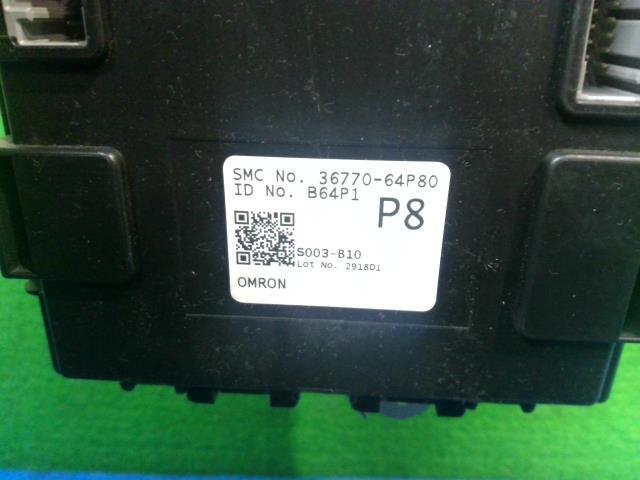 SMC No. 36770-64P80
ID No. B64P1
P8
S003-B10
Lot No. 2918D1
OMRON